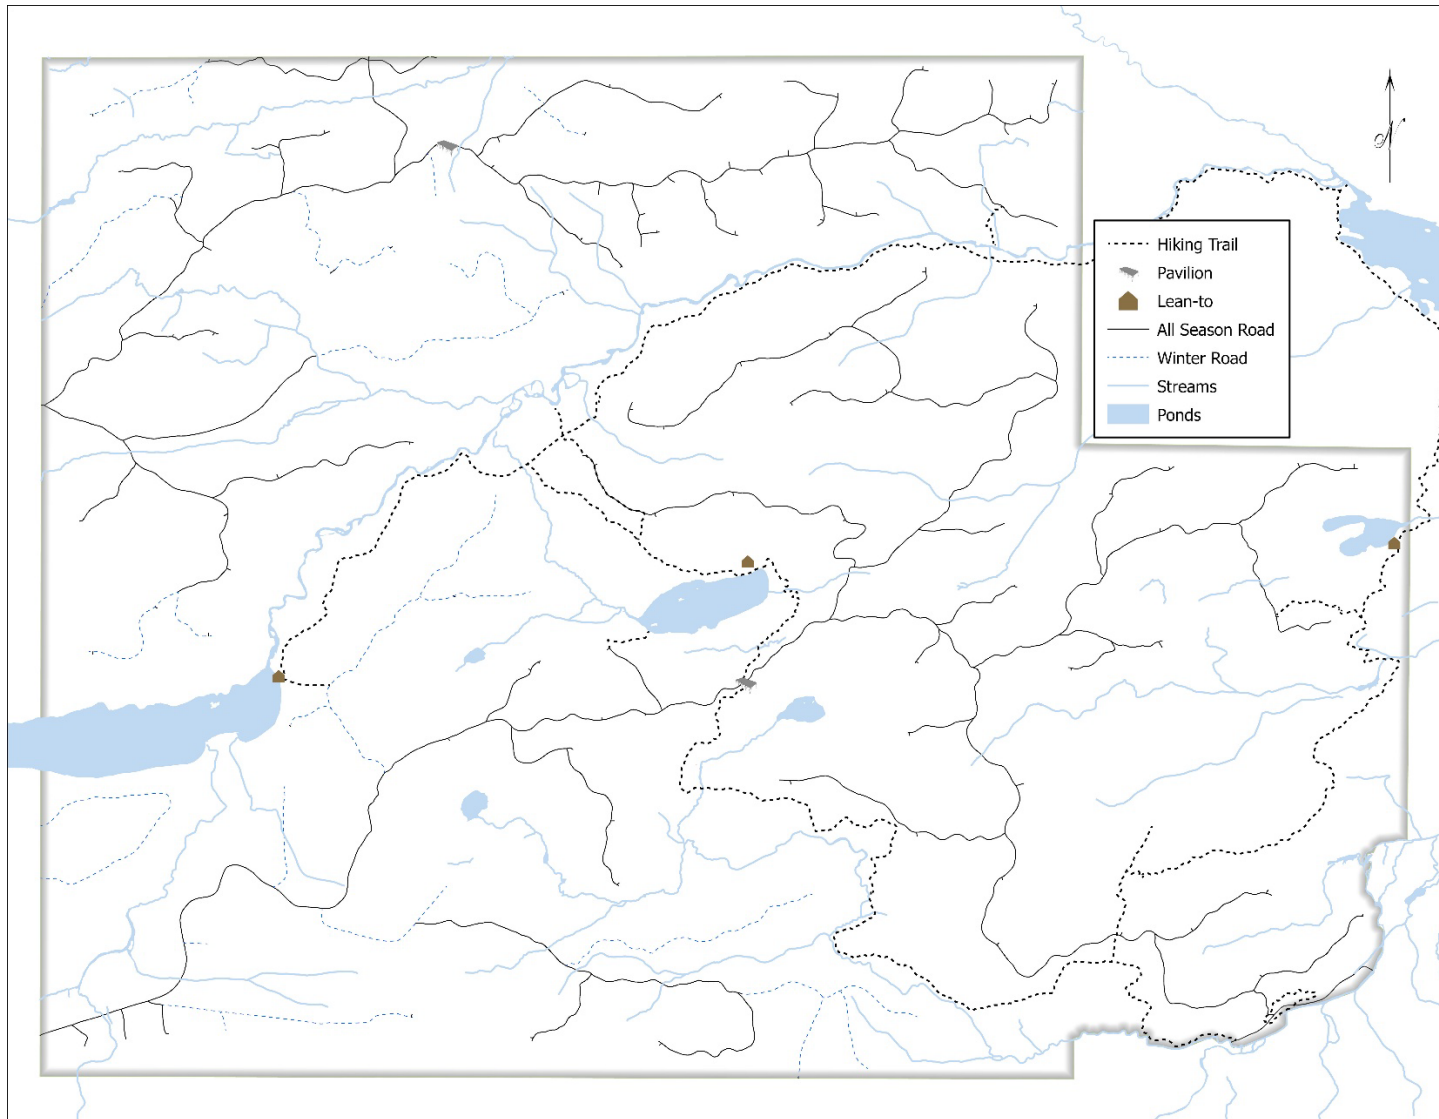 N
Hiking Trail
Pavilion
Lean-to
All Season Road
Winter Road
Streams
Ponds